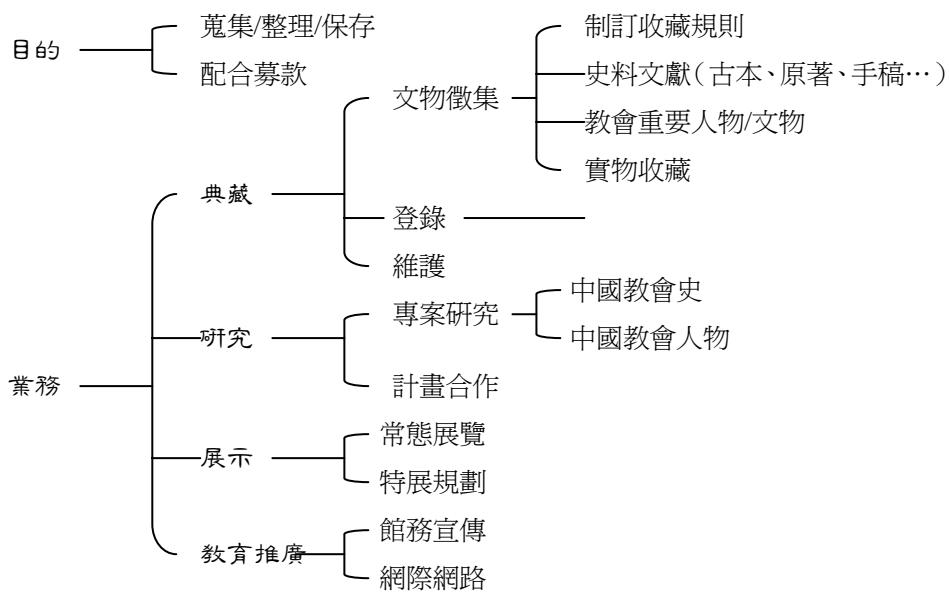 目的
蒐集/整理/保存
配合募款
業務
典藏
文物徵集
制訂收藏規則
史料文獻（古本、原著、手稿…）
教會重要人物/文物
實物收藏
登錄
維護
研究
專案研究
中國教會史
中國教會人物
計畫合作
展示
常態展覽
特展規劃
教育推廣
館務宣傳
網際網路